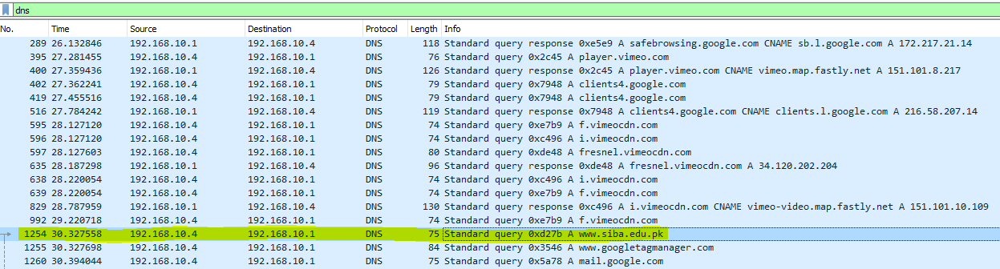 dns
No. Time Source Destination Protocol Length Info
289 26.132846 192.168.10.1 192.168.10.4 DNS 118 Standard query response 0xe5e9 A safebrowsing.google.com CNAME sb.l.google.com A 172.217.21.14
395 27.281455 192.168.10.4 192.168.10.1 DNS 76 Standard query 0x2c45 A player.vimeo.com
400 27.359436 192.168.10.1 192.168.10.4 DNS 126 Standard query response 0x2c45 A player.vimeo.com CNAME vimeo.map.fastly.net A 151.101.8.217
402 27.362241 192.168.10.4 192.168.10.1 DNS 79 Standard query 0x7948 A clients4.google.com
419 27.455516 192.168.10.4 192.168.10.1 DNS 79 Standard query 0x7948 A clients4.google.com
516 27.784242 192.168.10.1 192.168.10.4 DNS 119 Standard query response 0x7948 A clients4.google.com CNAME clients.l.google.com A 216.58.207.14
595 28.127120 192.168.10.4 192.168.10.1 DNS 74 Standard query 0xe7b9 A f.vimeocdn.com
596 28.127120 192.168.10.4 192.168.10.1 DNS 74 Standard query 0xc496 A i.vimeocdn.com
597 28.127603 192.168.10.4 192.168.10.1 DNS 80 Standard query 0xde48 A fresnel.vimeocdn.com
635 28.187298 192.168.10.1 192.168.10.4 DNS 96 Standard query response 0xde48 A fresnel.vimeocdn.com A 34.120.202.204
638 28.220054 192.168.10.4 192.168.10.1 DNS 74 Standard query 0xc496 A i.vimeocdn.com
639 28.220054 192.168.10.4 192.168.10.1 DNS 74 Standard query 0xe7b9 A f.vimeocdn.com
829 28.787959 192.168.10.1 192.168.10.4 DNS 130 Standard query response 0xc496 A i.vimeocdn.com CNAME vimeo-video.map.fastly.net A 151.101.10.109
992 29.220718 192.168.10.4 192.168.10.1 DNS 74 Standard query 0xe7b9 A f.vimeocdn.com
1254 30.327558 192.168.10.4 192.168.10.1 DNS 75 Standard query 0xd27b A www.siba.edu.pk
1255 30.327698 192.168.10.4 192.168.10.1 DNS 84 Standard query 0x3546 A www.googletagmanager.com
1260 30.394044 192.168.10.4 192.168.10.1 DNS 75 Standard query 0x5a78 A mail.google.com